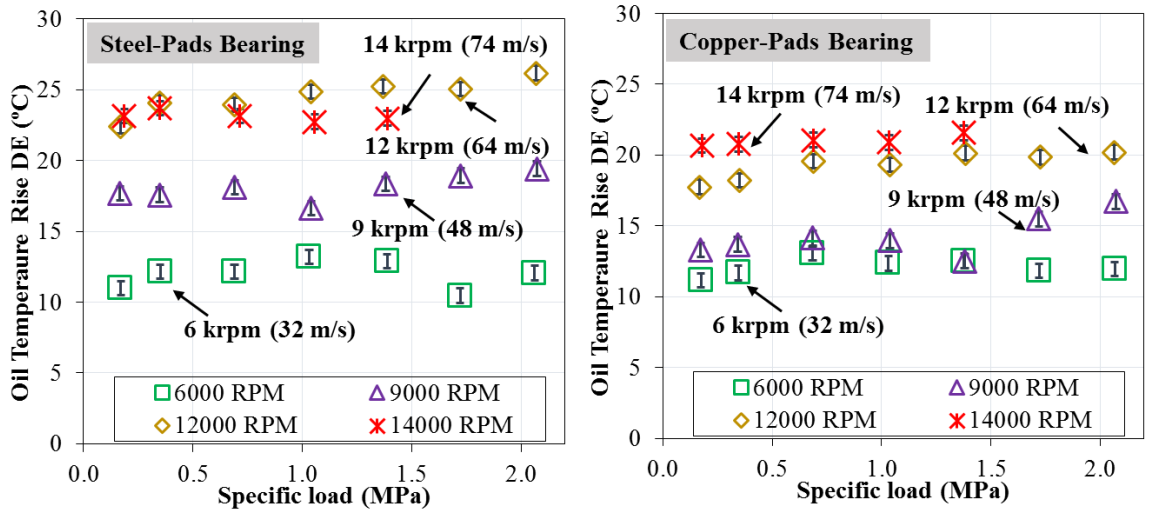 Steel-Pads Bearing
Oil Temperaure Rise DE (ºC)
30
25
20
15
10
5
0
14 krpm (74 m/s)
12 krpm (64 m/s)
9 krpm (48 m/s)
6 krpm (32 m/s)
6000 RPM
9000 RPM
12000 RPM
14000 RPM
0.0
0.5
1.0
1.5
2.0
Specific load (MPa)
Copper-Pads Bearing
Oil Temperaure Rise DE (ºC)
30
25
20
15
10
5
0
14 krpm (74 m/s)
12 krpm (64 m/s)
9 krpm (48 m/s)
6 krpm (32 m/s)
6000 RPM
9000 RPM
12000 RPM
14000 RPM
0.0
0.5
1.0
1.5
2.0
Specific load (MPa)